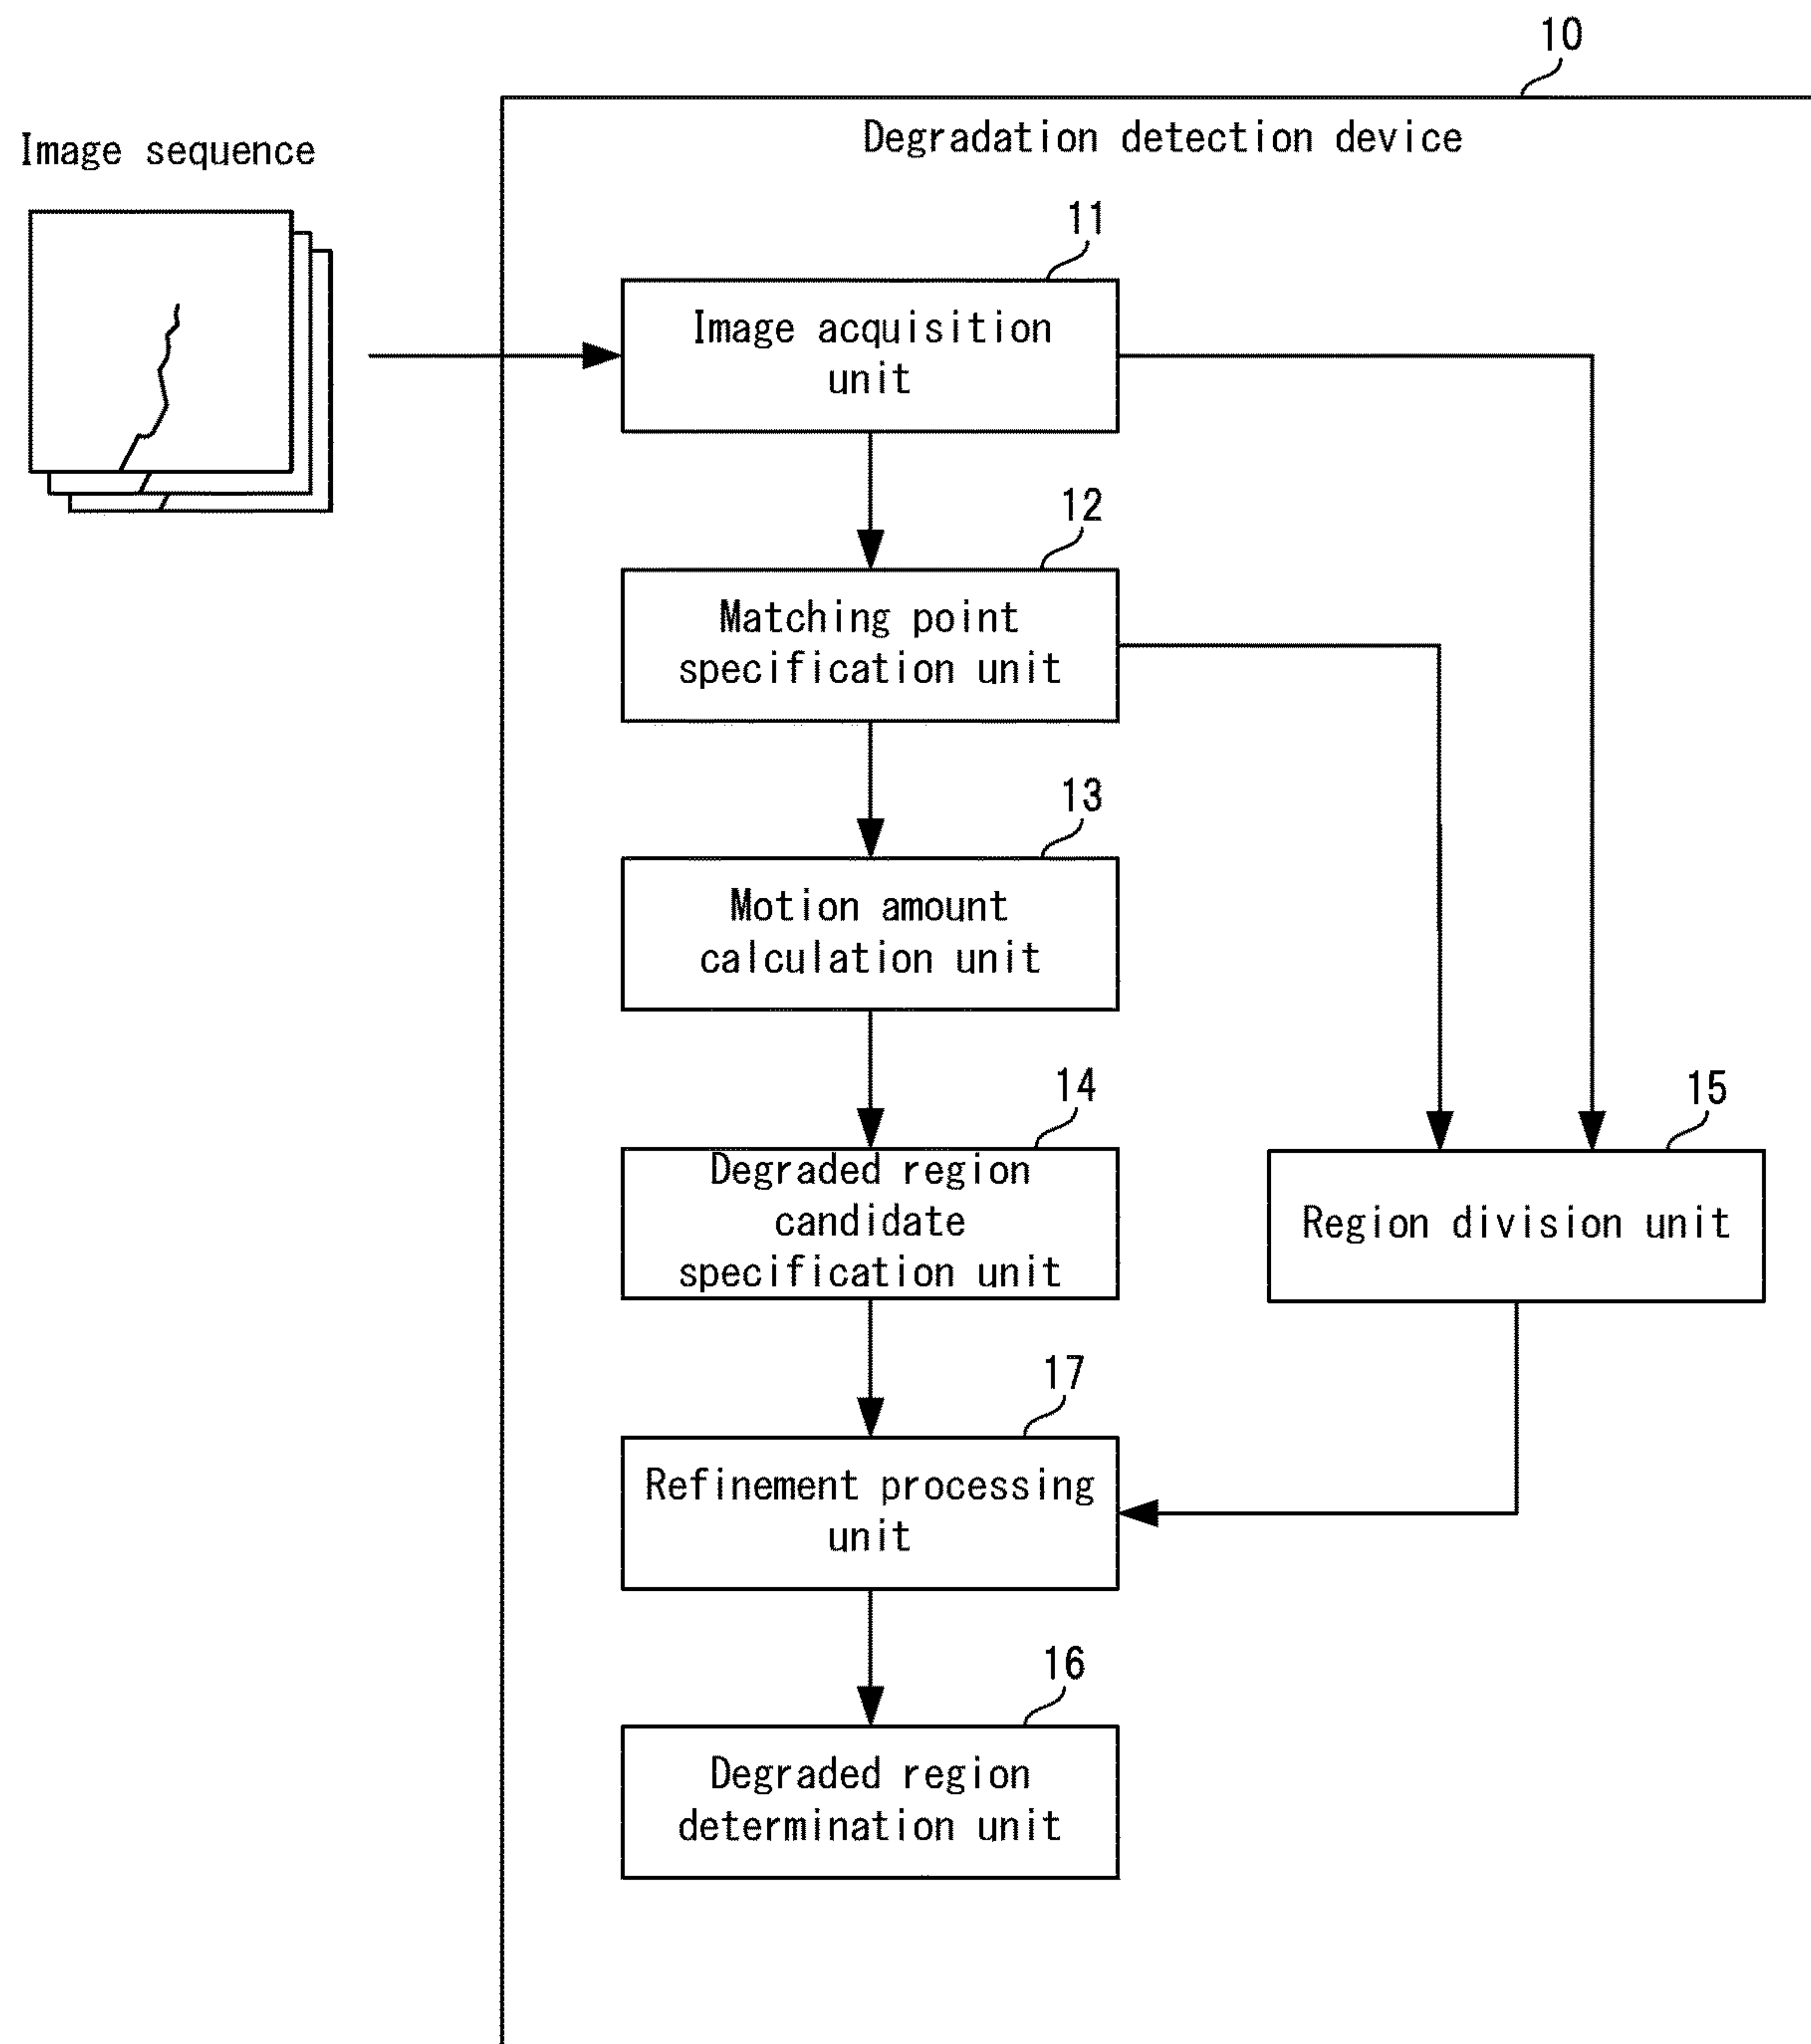 10
Degradation detection device
Image sequence
11
Image acquisition
unit
12
Matching point
specification unit
13
Motion amount
calculation unit
14
Degraded region
candidate
specification unit
15
Region division unit
17
Refinement processing
unit
16
Degraded region
determination unit